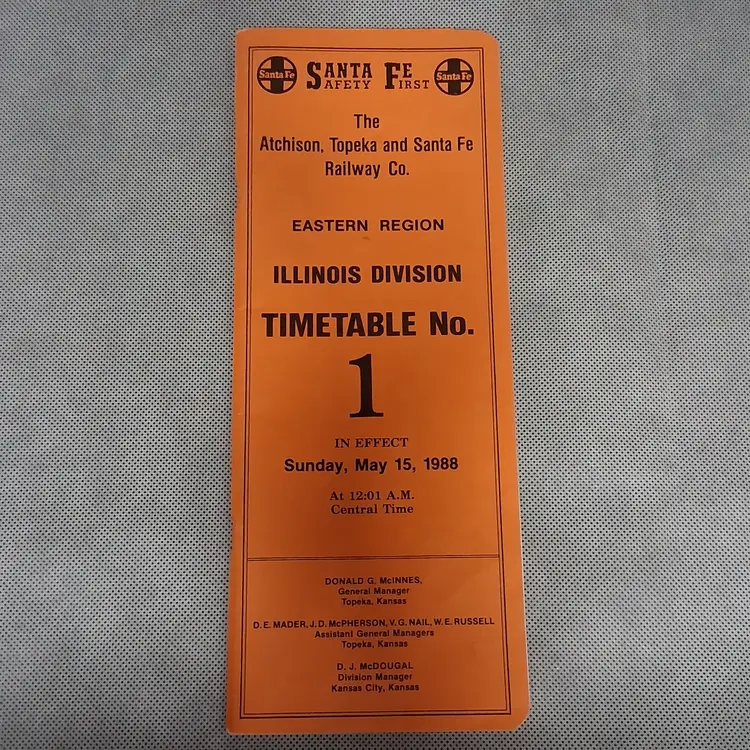 Santa Fe SANTA FE Santa Fe
SAFETY FIRST
The
Atchison, Topeka and Santa Fe
Railway Co.
EASTERN REGION
ILLINOIS DIVISION
TIMETABLE No.
1
IN EFFECT
Sunday, May 15, 1988
At 12:01 A.M.
Central Time
DONALD G. McINNES,
General Manager
Topeka, Kansas
D. E. MADER, J. D. McPHERSON, V. G. NAIL, W. E. RUSSELL
Assistant General Managers
Topeka, Kansas
D. J. McDOUGAL
Division Manager
Kansas City, Kansas